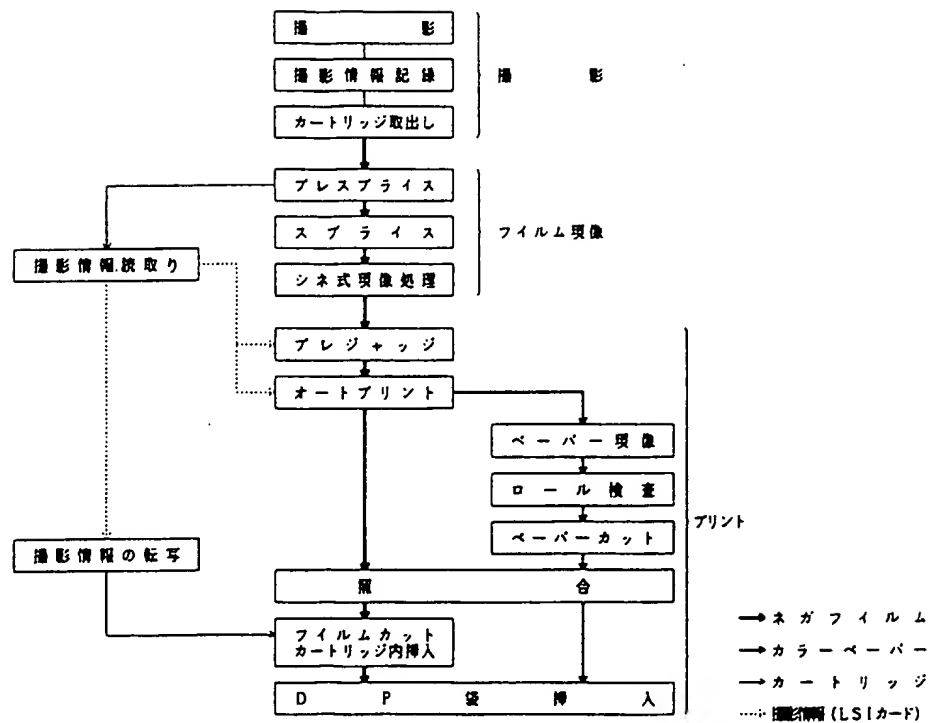 撮影
撮影情報記録
撮影
カートリッジ取出し
プレスプライス
スプライス
フイルム現像
撮影情報読取り
シネ式現像処理
プレジャッジ
オートプリント
ペーパー現像
ロール検査
プリント
ペーパーカット
撮影情報の転写
照合
フイルムカット
カートリッジ内挿入
DP袋挿入
ネガフイルム
カラーペーパー
カートリッジ
撮影情報(LSIカード)